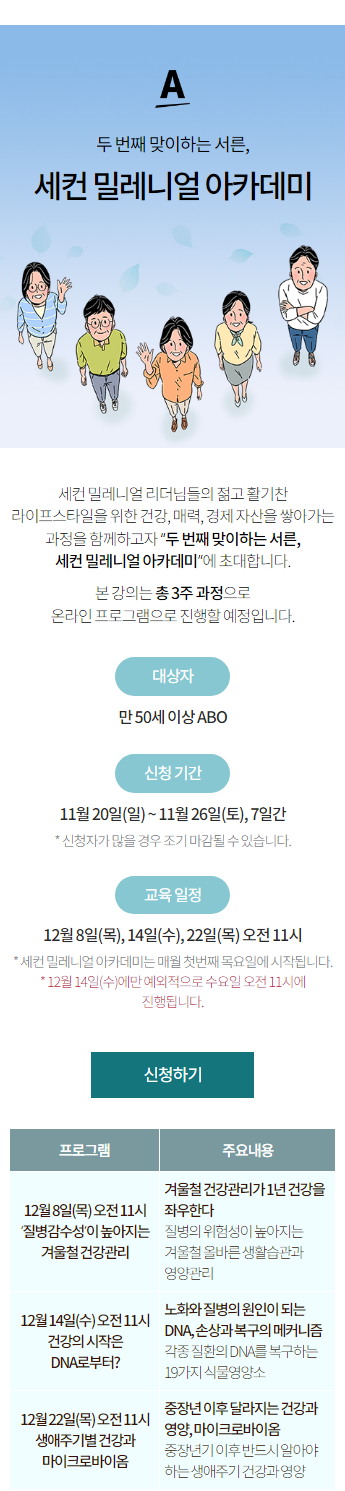 A
두 번째 맞이하는 서른,
세컨 밀레니얼 아카데미
세컨 밀레니얼 리더님들의 젊고 활기찬
라이프스타일을 위한 건강, 매력, 경제 자산을 쌓아가는
과정을 함께하고자 “두 번째 맞이하는 서른,
세컨 밀레니얼 아카데미”에 초대합니다.
본 강의는 총 3주 과정으로
온라인 프로그램으로 진행할 예정입니다.
대상자
만 50세 이상 ABO
신청 기간
11월 20일(일) ~ 11월 26일(토), 7일간
* 신청자가 많을 경우 조기 마감될 수 있습니다.
교육 일정
12월 8일(목), 14일(수), 22일(목) 오전 11시
* 세컨 밀레니얼 아카데미는 매월 첫번째 목요일에 시작됩니다.
* 12월 14일(수)에만 예외적으로 수요일 오전 11시에
진행됩니다.
신청하기
프로그램
주요내용
12월 8일(목) 오전 11시
‘질병감수성’이 높아지는
겨울철 건강관리
겨울철 건강관리가 1년 건강을
좌우한다
질병의 위험성이 높아지는
겨울철 올바른 생활습관과
영양관리
12월 14일(수) 오전 11시
건강의 시작은
DNA로부터?
노화와 질병의 원인이 되는
DNA, 손상과 복구의 메커니즘
각종 질환의 DNA를 복구하는
19가지 식물영양소
12월 22일(목) 오전 11시
생애주기별 건강과
마이크로바이옴
중장년 이후 달라지는 건강과
영양, 마이크로바이옴
중장년기 이후 반드시 알아야
하는 생애주기 건강과 영양